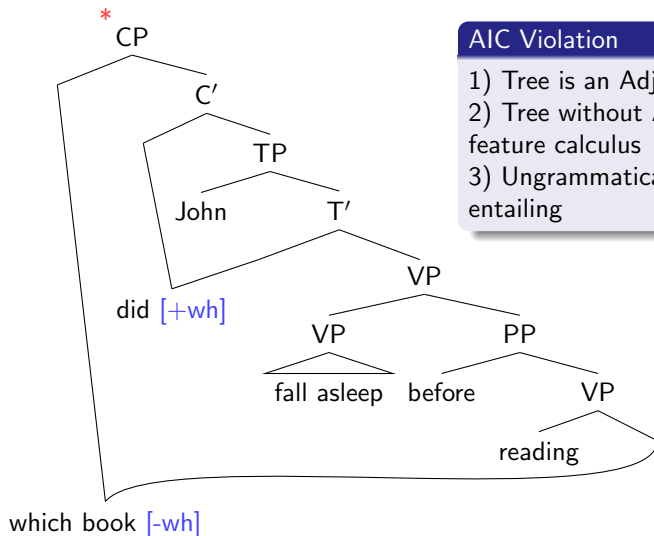 *
CP
AIC Violation
1) Tree is an Adj
C′
2) Tree without
feature calculus
TP
3) Ungrammatica
entailing
John T′
VP
did [+wh]
VP PP
fall asleep before VP
reading
which book [-wh]